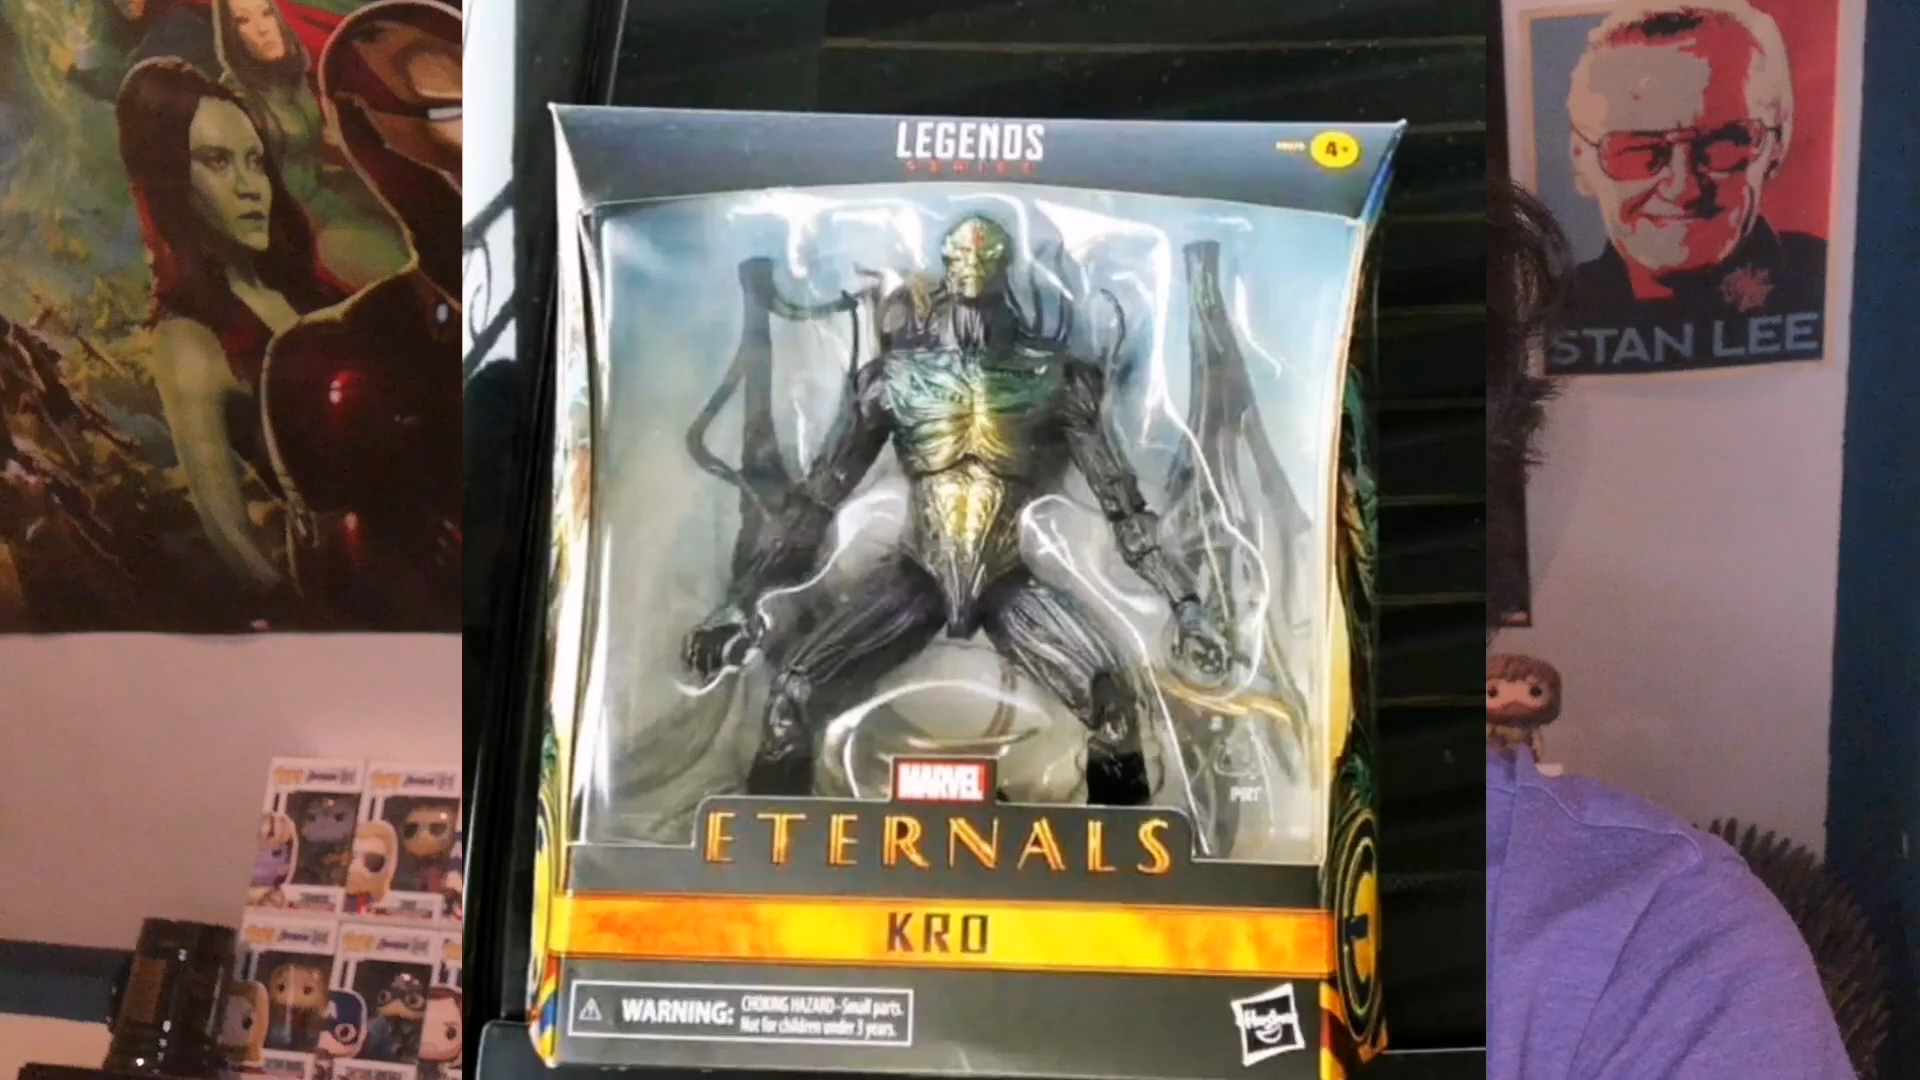 LEGENDS
SERIES
4+
STAN LEE
MARVEL
ETERNALS
KRO
WARNING: CHOKING HAZARD-Small parts.
Not for children under 3 years.
Hasbro